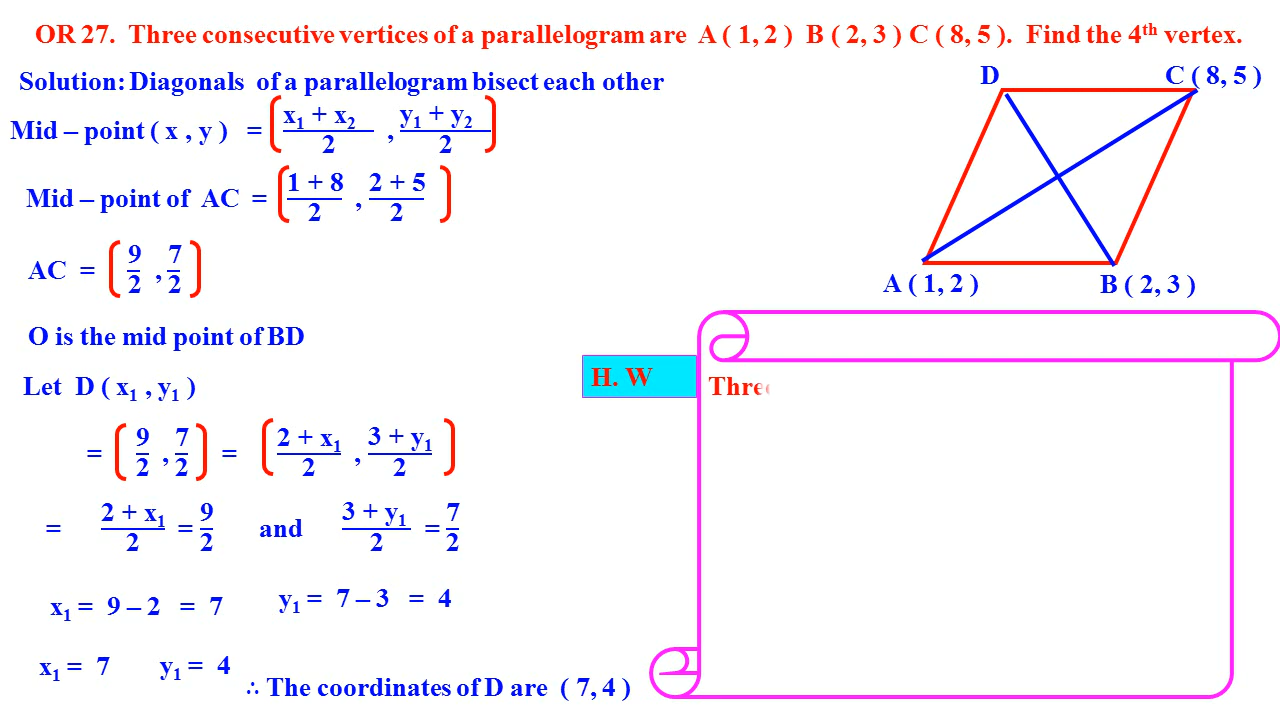 OR 27. Three consecutive vertices of a parallelogram are A ( 1, 2 ) B ( 2, 3 ) C ( 8, 5 ). Find the 4th vertex.
Solution: Diagonals of a parallelogram bisect each other
Mid – point ( x , y ) = ( x₁ + x₂ / 2 , y₁ + y₂ / 2 )
Mid – point of AC = ( 1 + 8 / 2 , 2 + 5 / 2 )
AC = ( 9 / 2 , 7 / 2 )
O is the mid point of BD
Let D ( x₁ , y₁ )
= ( 9 / 2 , 7 / 2 ) = ( 2 + x₁ / 2 , 3 + y₁ / 2 )
= 2 + x₁ / 2 = 9 / 2 and 3 + y₁ / 2 = 7 / 2
x₁ = 9 – 2 = 7 y₁ = 7 – 3 = 4
x₁ = 7 y₁ = 4
∴ The coordinates of D are ( 7, 4 )
D C ( 8, 5 )
A ( 1, 2 ) B ( 2, 3 )
H. W